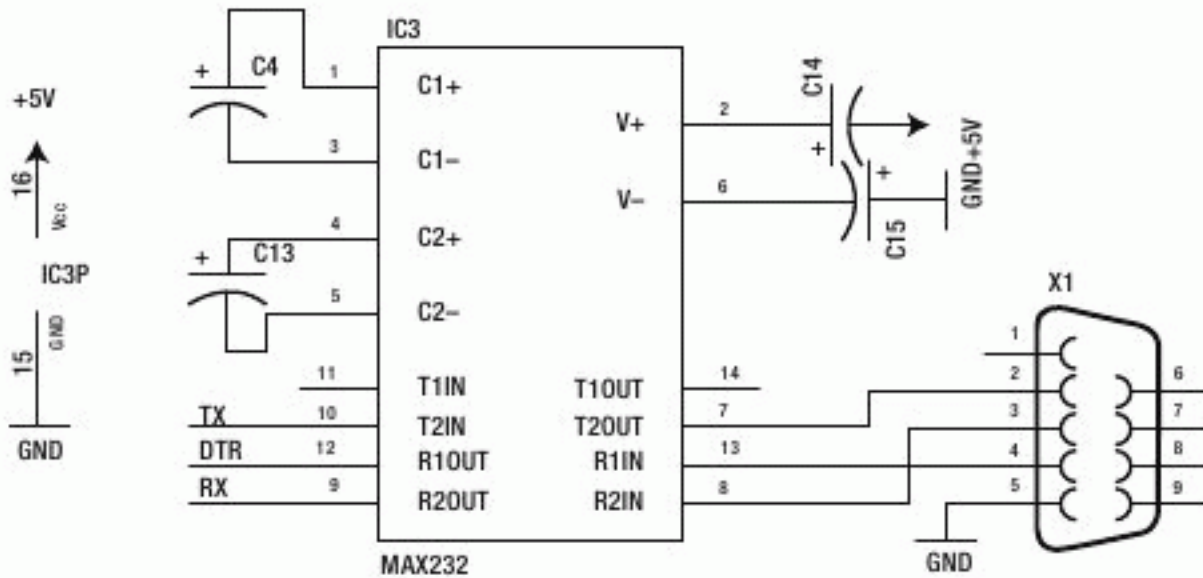 IC3
+ C4 1 C1+
+5V
C14
2 V+
+
3 C1–
16
Vcc
GND+5V
+
6 V–
C15
4 C2+
+ C13
IC3P
5 C2–
X1
GND
15
1
11 T1IN T1OUT 14
2 6
TX 10 T2IN T2OUT 7
3 7
GND
DTR 12 R1OUT R1IN 13
4 8
RX 9 R2OUT R2IN 8
5 9
GND
MAX232